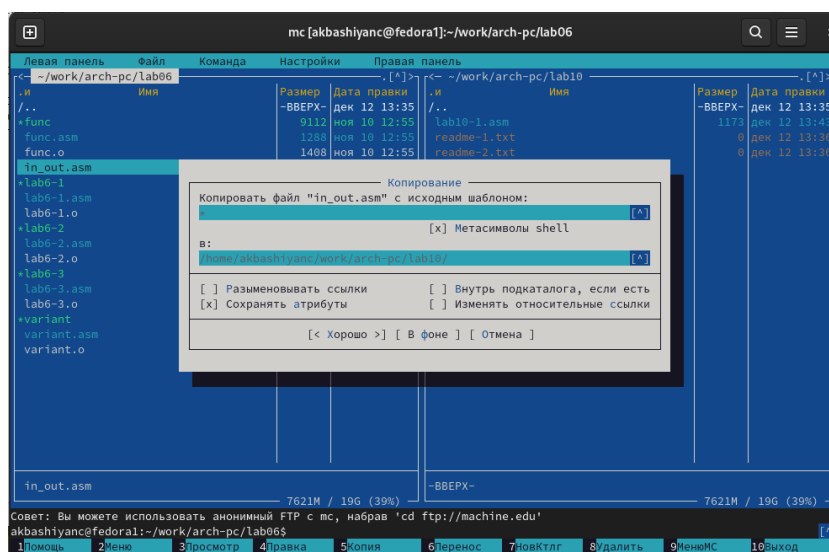 mc [akbashiyanc@fedora1]:~/work/arch-pc/lab06
Левая панель Файл Команда Настройки Правая панель
<- ~/work/arch-pc/lab06 .[^]> <- ~/work/arch-pc/lab10 .[^]>
.и Имя Размер Дата правки .и Имя Размер Дата правки
/.. -ВВЕРХ- дек 12 13:35 /.. -ВВЕРХ- дек 12 13:35
*func 9112 ноя 10 12:55 lab10-1.asm 1173 дек 12 13:43
func.asm 1288 ноя 10 12:55 readme-1.txt 0 дек 12 13:36
func.o 1408 ноя 10 12:55 readme-2.txt 0 дек 12 13:36
in_out.asm
*lab6-1
lab6-1.asm
lab6-1.o
*lab6-2
lab6-2.asm
lab6-2.o
*lab6-3
lab6-3.asm
lab6-3.o
*variant
variant.asm
variant.o
Копирование
Копировать файл "in_out.asm" с исходным шаблоном:
* [^]
[x] Метасимволы shell
в:
/home/akbashiyanc/work/arch-pc/lab10/ [^]
[ ] Разыменовывать ссылки [ ] Внутрь подкаталога, если есть
[x] Сохранять атрибуты [ ] Изменять относительные ссылки
[< Хорошо >] [ В фоне ] [ Отмена ]
in_out.asm -ВВЕРХ-
7621M / 19G (39%) 7621M / 19G (39%)
Совет: Вы можете использовать анонимный FTP с mc, набрав 'cd ftp://machine.edu'
akbashiyanc@fedora1:~/work/arch-pc/lab06$ [^]
1Помощь 2Меню 3Просмотр 4Правка 5Копия 6Перенос 7НовКтлг 8Удалить 9МенюMC 10Выход